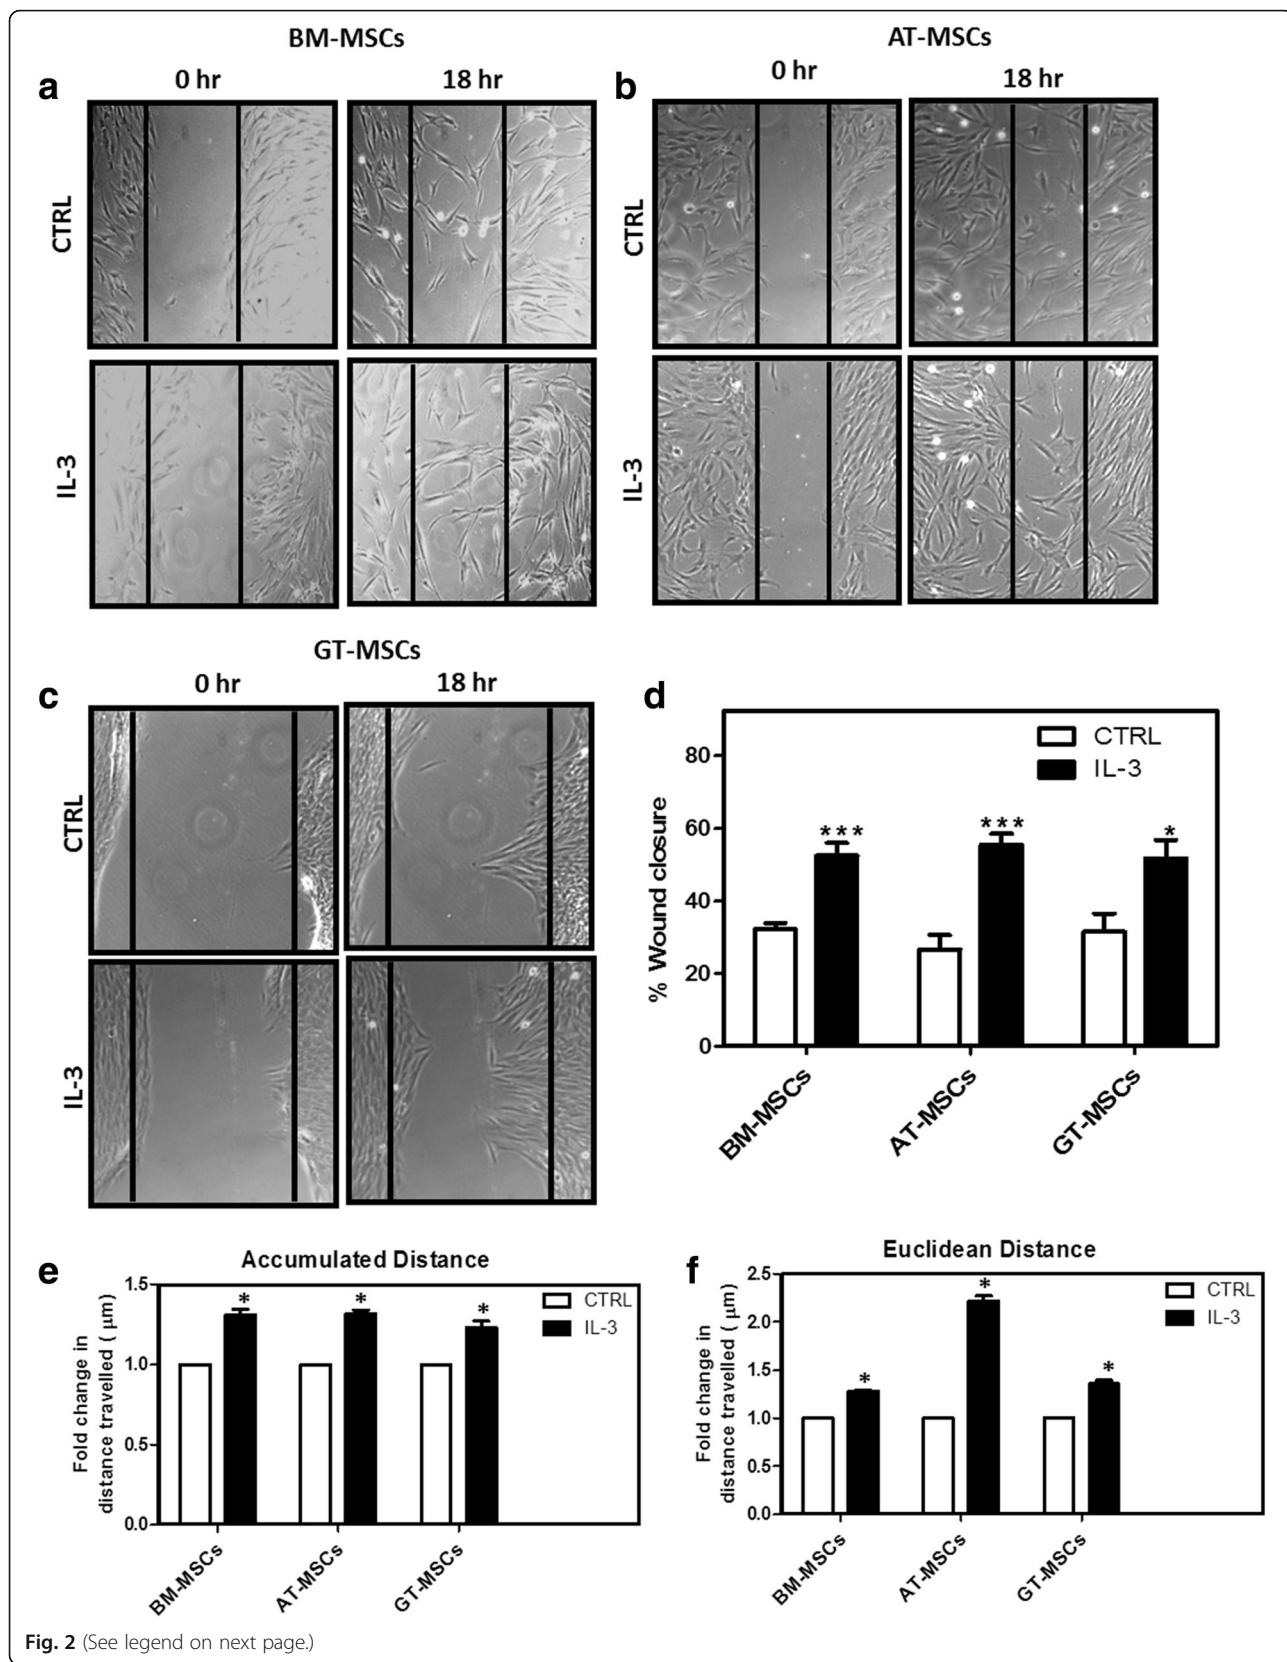 BM-MSCs
AT-MSCs
a
0 hr
18 hr
b
0 hr
18 hr
CTRL
CTRL
IL-3
IL-3
GT-MSCs
c
0 hr
18 hr
CTRL
IL-3
d
CTRL
IL-3
% Wound closure
80
60
40
20
0
***
***
*
BM-MSCs
AT-MSCs
GT-MSCs
e
Accumulated Distance
CTRL
IL-3
Fold change in
distance travelled ( μm)
1.5
1.0
0.5
0.0
*
*
*
BM-MSCs
AT-MSCs
GT-MSCs
f
Euclidean Distance
CTRL
IL-3
Fold change in
distance travelled ( μm)
2.5
2.0
1.5
1.0
0.5
0.0
*
*
*
BM-MSCs
AT-MSCs
GT-MSCs
Fig. 2 (See legend on next page.)